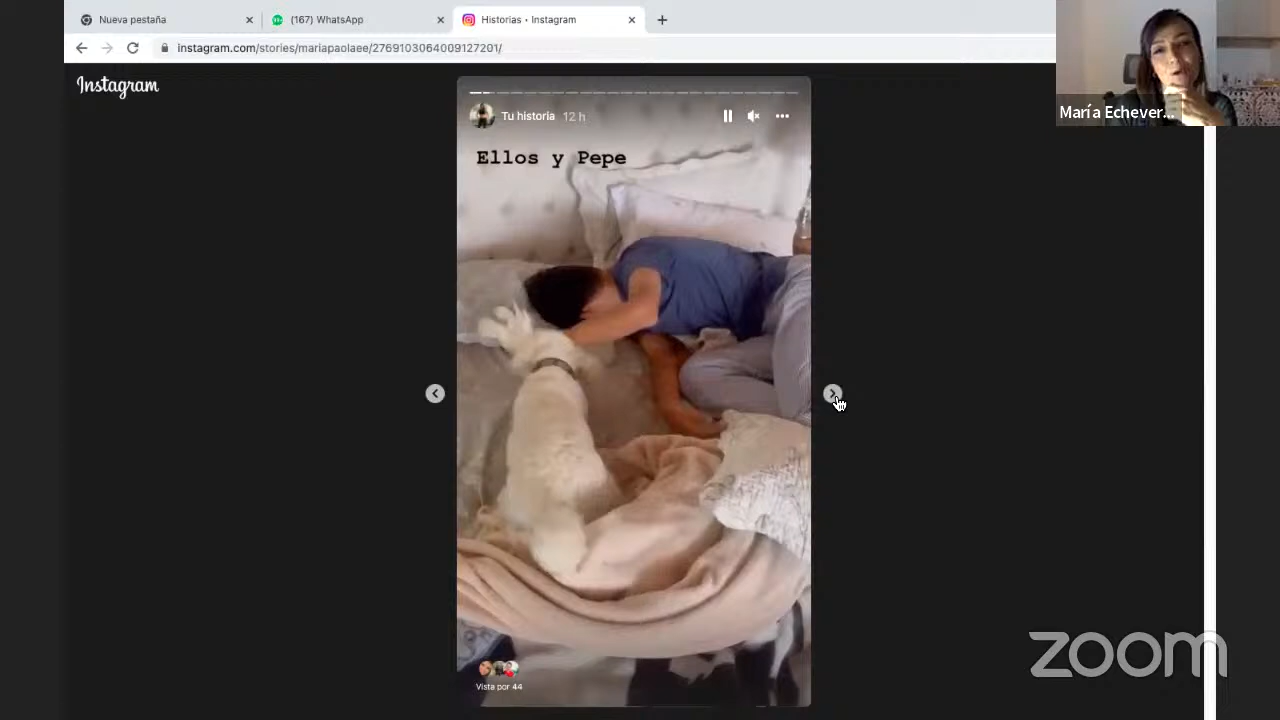 Nueva pestaña
(167) WhatsApp
Historias • Instagram
instagram.com/stories/mariapaolaee/2769103064009127201/
Instagram
Tu historia 12 h
Ellos y Pepe
Vista por 44
María Echever...
zoom